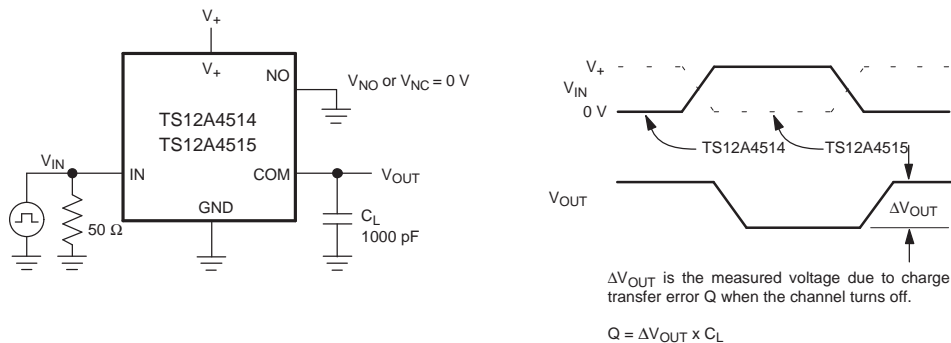 V+
V+
NO
VNO or VNC = 0 V
TS12A4514
TS12A4515
VIN
IN
COM
VOUT
GND
50 Ω
CL
1000 pF
V+
VIN
0 V
TS12A4514
TS12A4515
VOUT
ΔVOUT
ΔVOUT is the measured voltage due to charge
transfer error Q when the channel turns off.
Q = ΔVOUT x CL